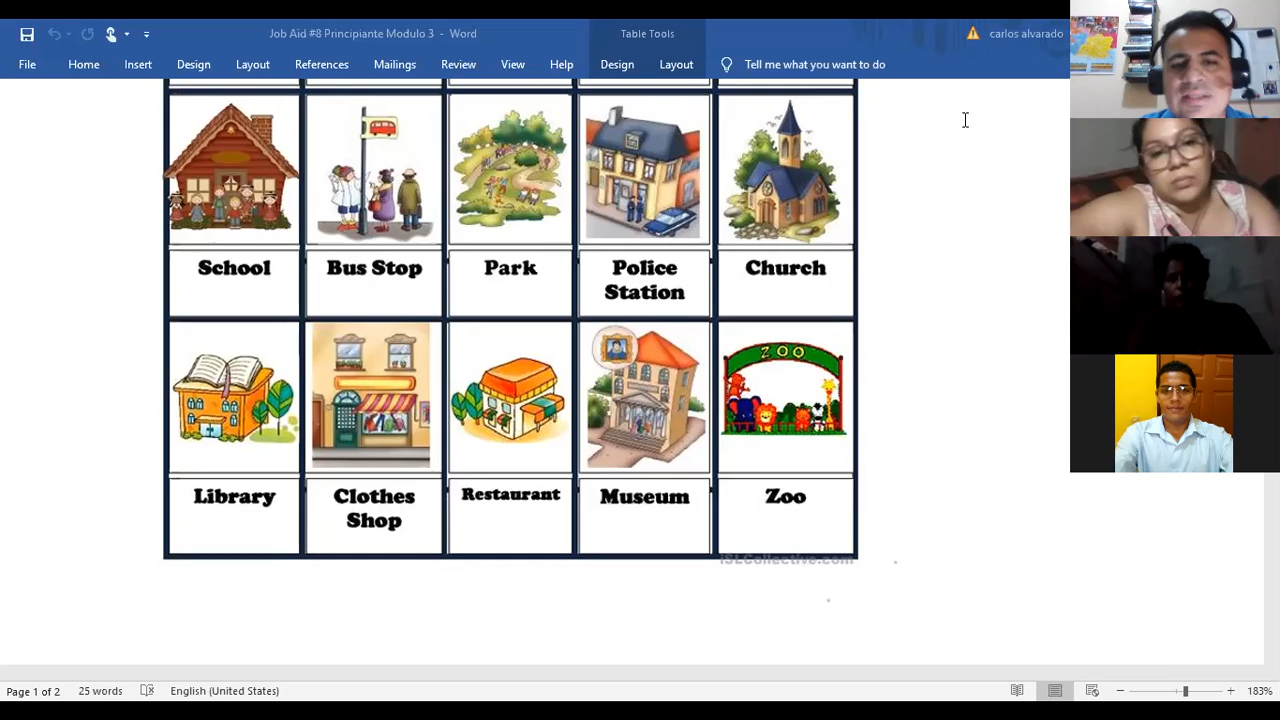 Job Aid #8 Principiante Modulo 3 - Word
Table Tools
carlos alvarado
File Home Insert Design Layout References Mailings Review View Help Design Layout Tell me what you want to do
School Bus Stop Park Police Station Church
ZOO
Library Clothes Shop Restaurant Museum Zoo
iSLCollective.com
Page 1 of 2 25 words English (United States) 183%